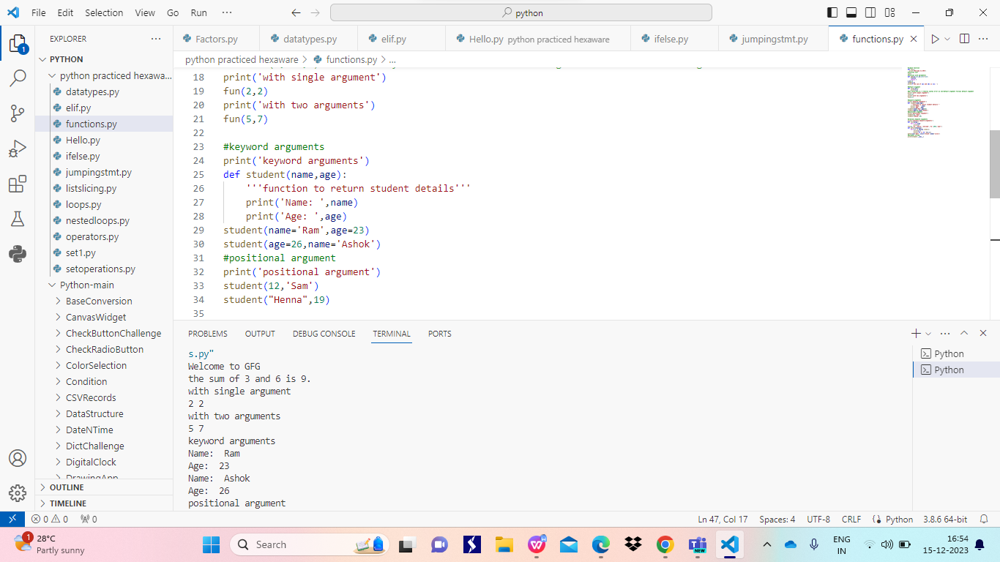 File Edit Selection View Go Run ···
python
EXPLORER ···
PYTHON
python practiced hexawa...
datatypes.py
elif.py
functions.py
Hello.py
ifelse.py
jumpingstmt.py
listslicing.py
loops.py
nestedloops.py
operators.py
set1.py
setoperations.py
Python-main
BaseConversion
CanvasWidget
CheckButtonChallenge
CheckRadioButton
ColorSelection
Condition
CSVRecords
DataStructure
DateNTime
DictChallenge
DigitalClock
DrawingApp
OUTLINE
TIMELINE
1
Factors.py datatypes.py elif.py Hello.py python practiced hexaware ifelse.py jumpingstmt.py functions.py
python practiced hexaware > functions.py > ...
18 print('with single argument')
19 fun(2,2)
20 print('with two arguments')
21 fun(5,7)
22
23 #keyword arguments
24 print('keyword arguments')
25 def student(name,age):
26     '''function to return student details'''
27     print('Name: ',name)
28     print('Age: ',age)
29 student(name='Ram',age=23)
30 student(age=26,name='Ashok')
31 #positional argument
32 print('positional argument')
33 student(12,'Sam')
34 student("Henna",19)
35
PROBLEMS OUTPUT DEBUG CONSOLE TERMINAL PORTS
s.py"
Welcome to GFG
the sum of 3 and 6 is 9.
with single argument
2 2
with two arguments
5 7
keyword arguments
Name:  Ram
Age:  23
Name:  Ashok
Age:  26
positional argument
Python
Python
0 0 0 Ln 47, Col 17 Spaces: 4 UTF-8 CRLF Python 3.8.6 64-bit
1
28°C
Partly sunny
Search
NEW
ENG
IN
16:54
15-12-2023